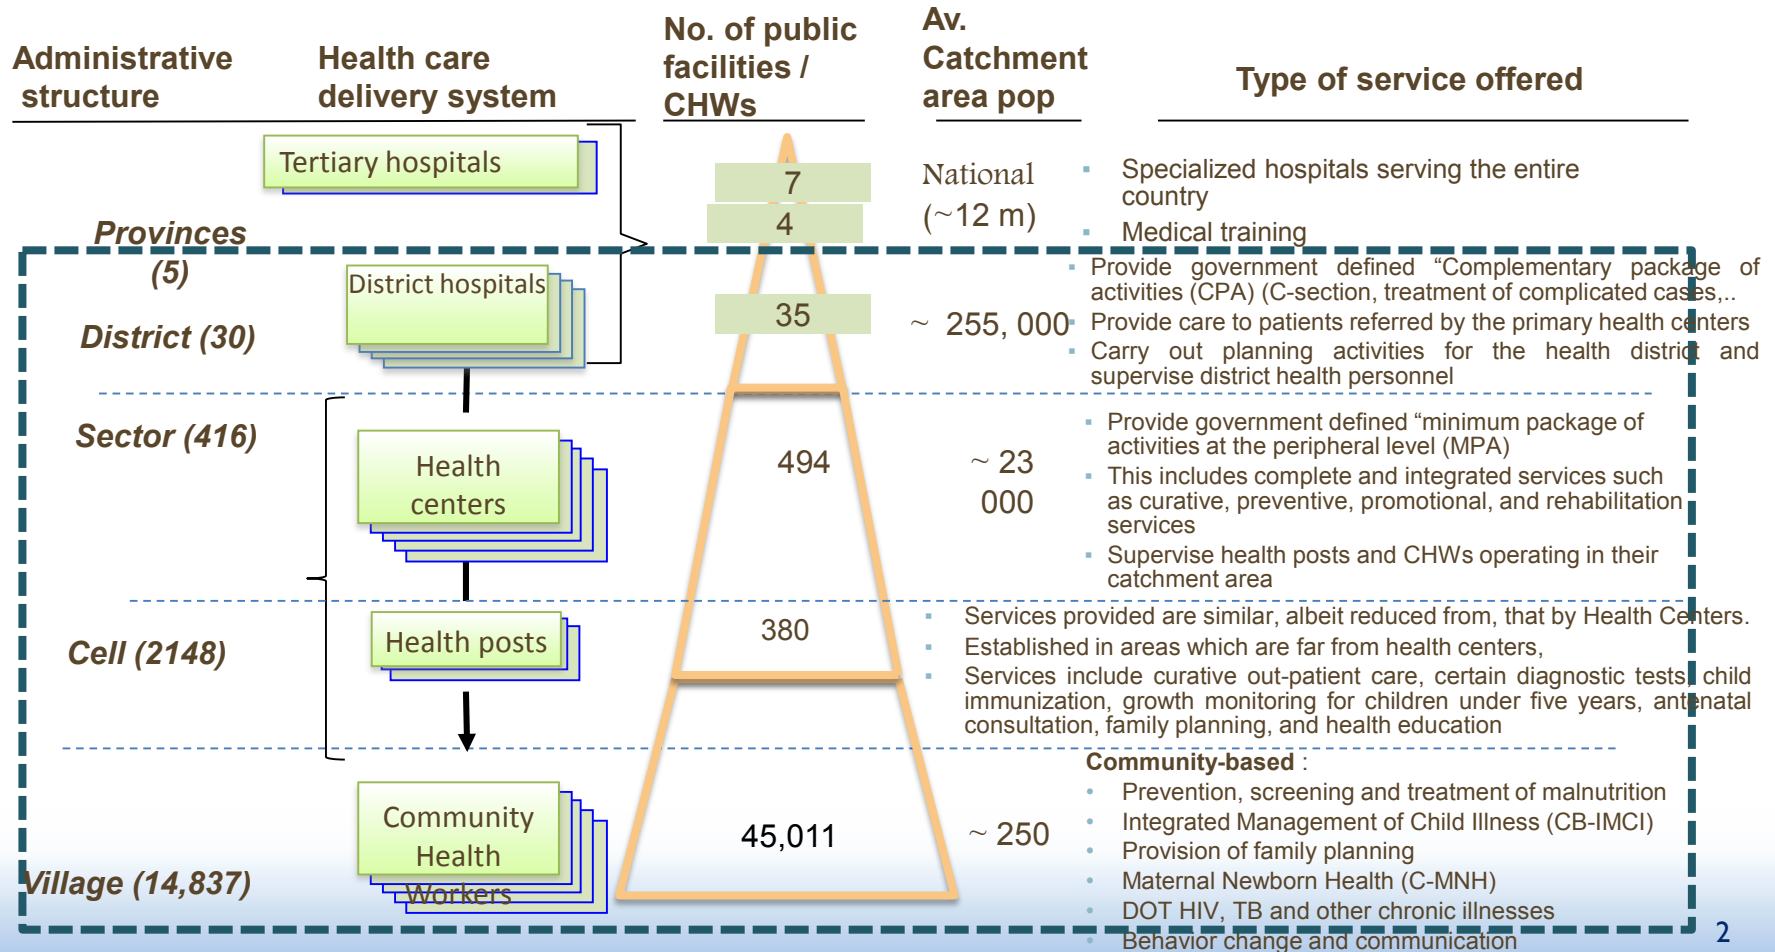 Administrative
structure
Health care
delivery system
No. of public
facilities /
CHWs
Av.
Catchment
area pop
Type of service offered
Tertiary hospitals
7
4
National
(~12 m)
▪ Specialized hospitals serving the entire
country
▪ Medical training
Provinces
(5)
District (30)
District hospitals
35
~ 255, 000
▪ Provide government defined “Complementary package of
activities (CPA) (C-section, treatment of complicated cases,..
▪ Provide care to patients referred by the primary health centers
▪ Carry out planning activities for the health district and
supervise district health personnel
Sector (416)
Health
centers
494
~ 23
000
▪ Provide government defined “minimum package of
activities at the peripheral level (MPA)
▪ This includes complete and integrated services such
as curative, preventive, promotional, and rehabilitation
services
▪ Supervise health posts and CHWs operating in their
catchment area
Cell (2148)
Health posts
380
▪ Services provided are similar, albeit reduced from, that by Health Centers.
▪ Established in areas which are far from health centers,
▪ Services include curative out-patient care, certain diagnostic tests, child
immunization, growth monitoring for children under five years, antenatal
consultation, family planning, and health education
Village (14,837)
Community
Health
Workers
45,011
~ 250
Community-based :
• Prevention, screening and treatment of malnutrition
• Integrated Management of Child Illness (CB-IMCI)
• Provision of family planning
• Maternal Newborn Health (C-MNH)
• DOT HIV, TB and other chronic illnesses
• Behavior change and communication
2